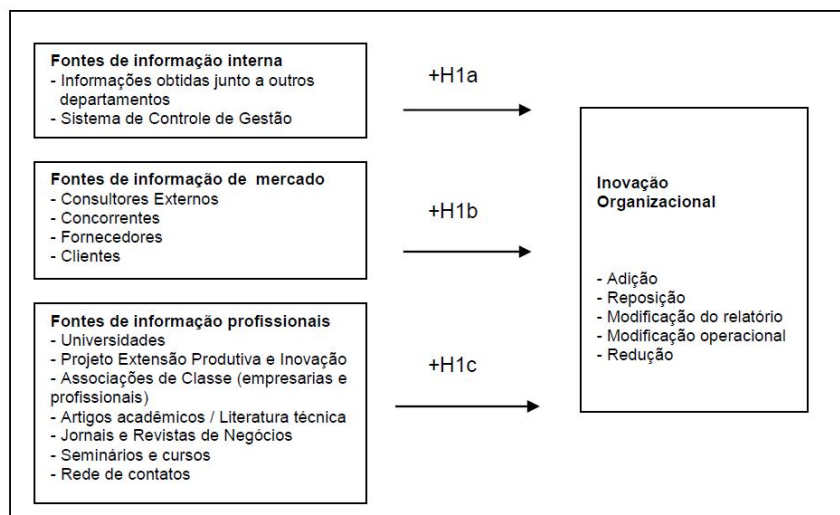 Fontes de informação interna
- Informações obtidas junto a outros
departamentos
- Sistema de Controle de Gestão
+H1a
Fontes de informação de mercado
- Consultores Externos
- Concorrentes
- Fornecedores
- Clientes
+H1b
Fontes de informação profissionais
- Universidades
- Projeto Extensão Produtiva e Inovação
- Associações de Classe (empresarias e
profissionais)
- Artigos acadêmicos / Literatura técnica
- Jornais e Revistas de Negócios
- Seminários e cursos
- Rede de contatos
+H1c
Inovação
Organizacional
- Adição
- Reposição
- Modificação do relatório
- Modificação operacional
- Redução